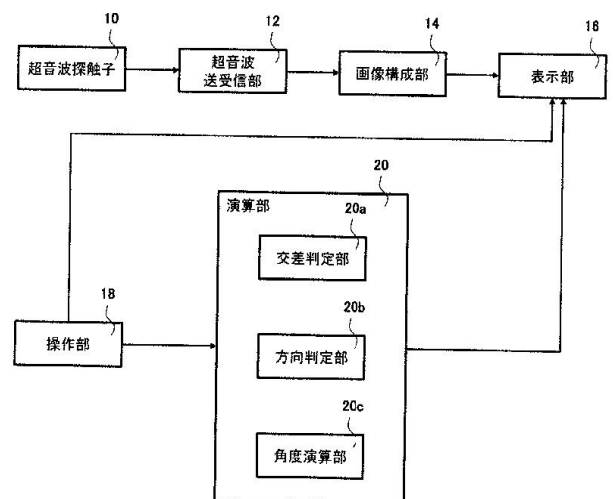 10
12
14
16
超音波探触子
超音波
送受信部
画像構成部
表示部
20
演算部
20a
交差判定部
18
操作部
20b
方向判定部
20c
角度演算部